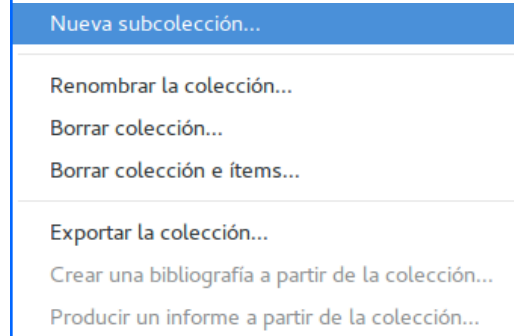 Nueva subcolección...
Renombrar la colección...
Borrar colección...
Borrar colección e ítems...
Exportar la colección...
Crear una bibliografía a partir de la colección...
Producir un informe a partir de la colección...